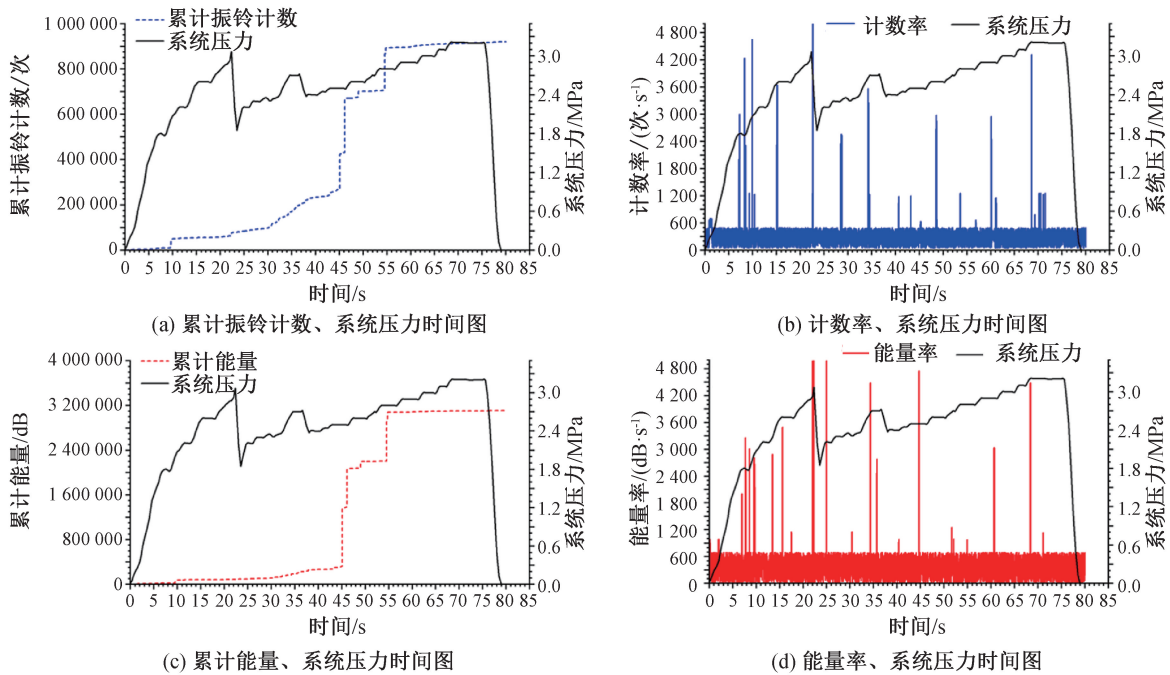 累计振铃计数
系统压力
1 000 000
800 000
600 000
400 000
200 000
0
累计振铃计数/次
3.0
2.4
1.8
1.2
0.6
0.0
系统压力/MPa
0 5 10 15 20 25 30 35 40 45 50 55 60 65 70 75 80 85
时间/s
(a) 累计振铃计数、系统压力时间图
计数率 系统压力
4 800
4 200
3 600
3 000
2 400
1 800
1 200
600
0
计数率/(次·s⁻¹)
3.0
2.4
1.8
1.2
0.6
0.0
系统压力/MPa
0 5 10 15 20 25 30 35 40 45 50 55 60 65 70 75 80 85
时间/s
(b) 计数率、系统压力时间图
累计能量
系统压力
4 000 000
3 200 000
2 400 000
1 600 000
800 000
0
累计能量/dB
3.0
2.4
1.8
1.2
0.6
0.0
系统压力/MPa
0 5 10 15 20 25 30 35 40 45 50 55 60 65 70 75 80 85
时间/s
(c) 累计能量、系统压力时间图
能量率 系统压力
4 800
4 200
3 600
3 000
2 400
1 800
1 200
600
0
能量率/(dB·s⁻¹)
3.0
2.4
1.8
1.2
0.6
0.0
系统压力/MPa
0 5 10 15 20 25 30 35 40 45 50 55 60 65 70 75 80 85
时间/s
(d) 能量率、系统压力时间图